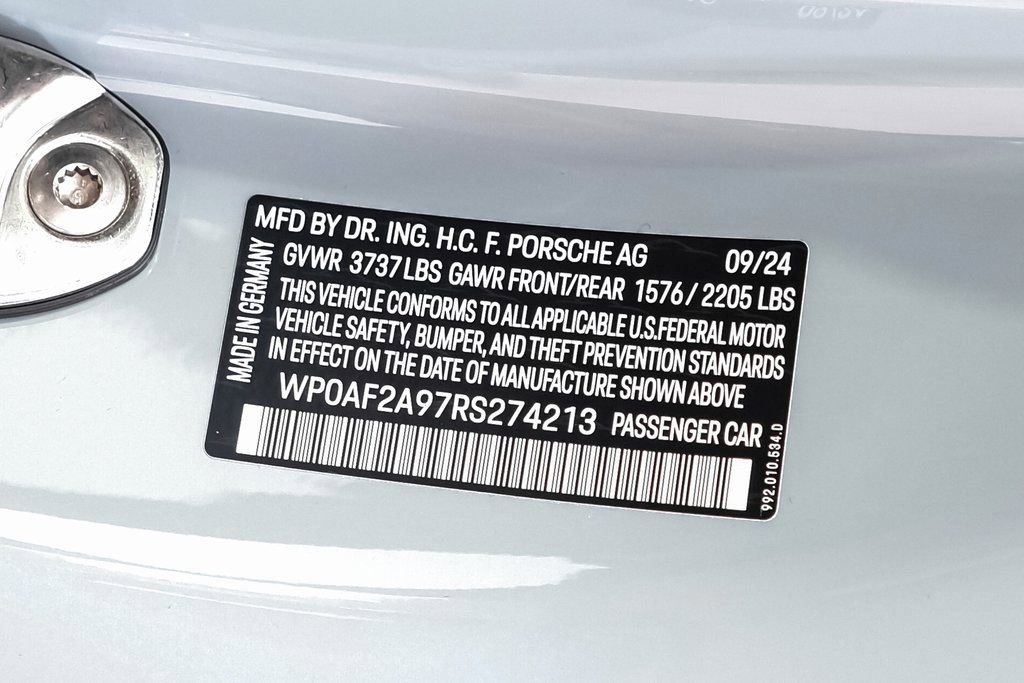 MFD BY DR. ING. H.C. F. PORSCHE AG 09/24
GVWR 3737 LBS GAWR FRONT/REAR 1576 / 2205 LBS
THIS VEHICLE CONFORMS TO ALL APPLICABLE U.S. FEDERAL MOTOR
VEHICLE SAFETY, BUMPER, AND THEFT PREVENTION STANDARDS
IN EFFECT ON THE DATE OF MANUFACTURE SHOWN ABOVE
WP0AF2A97RS274213 PASSENGER CAR
MADE IN GERMANY
992.010.534.D